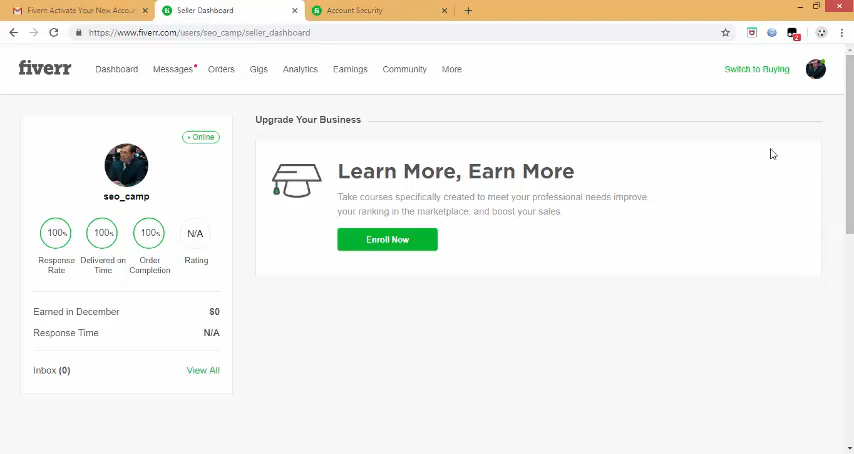 Fiverr: Activate Your New Accou
Seller Dashboard
Account Security
https://www.fiverr.com/users/seo_camp/seller_dashboard
2
fiverr
Dashboard
Messages
Orders
Gigs
Analytics
Earnings
Community
More
Switch to Buying
Online
seo_camp
100%
100%
100%
N/A
Response Rate
Delivered on Time
Order Completion
Rating
Earned in December $0
Response Time N/A
Inbox (0) View All
Upgrade Your Business
Learn More, Earn More
Take courses specifically created to meet your professional needs improve
your ranking in the marketplace, and boost your sales.
Enroll Now